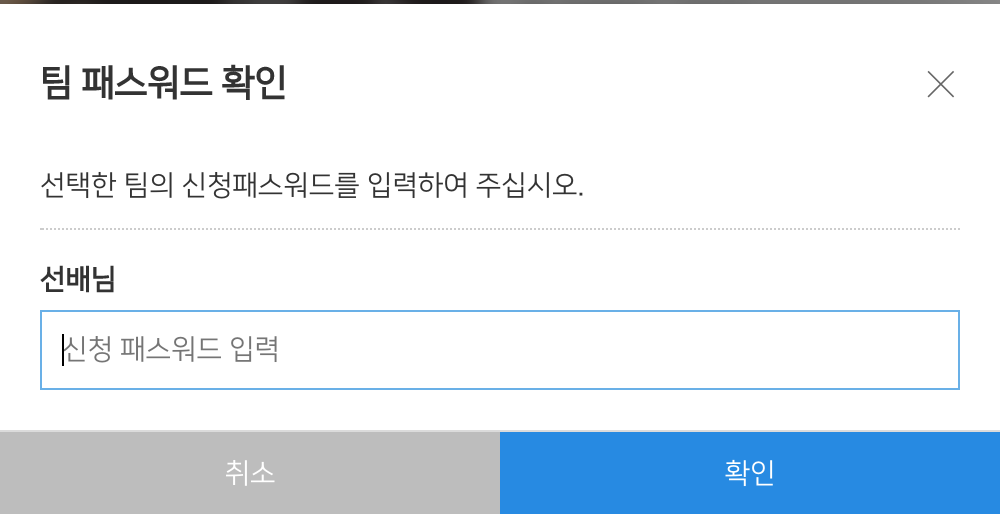 팀 패스워드 확인
선택한 팀의 신청패스워드를 입력하여 주십시오.
선배님
신청 패스워드 입력
취소
확인